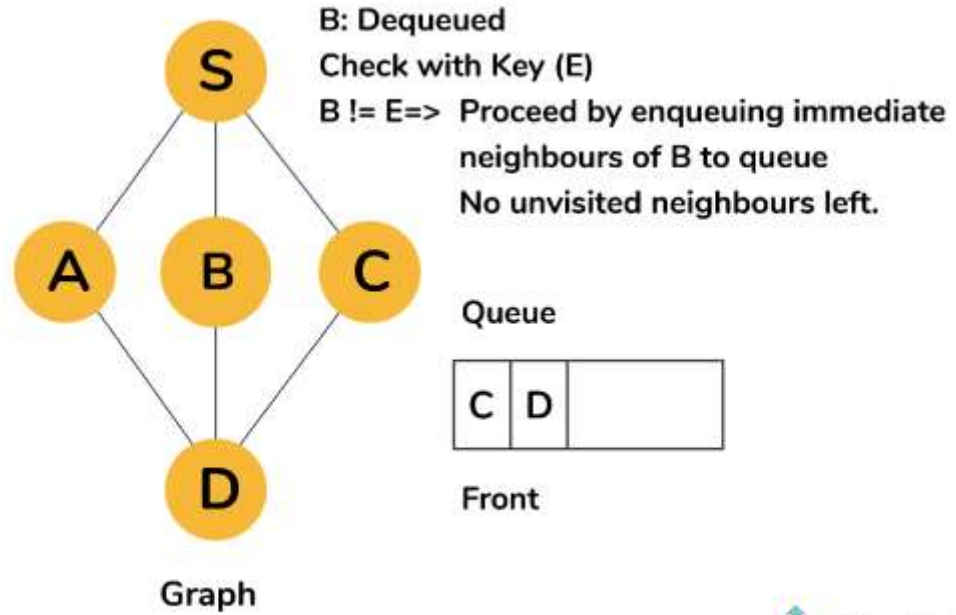 S
B: Dequeued
Check with Key (E)
B != E=> Proceed by enqueuing immediate
neighbours of B to queue
No unvisited neighbours left.
A B C
Queue
C D
D
Front
Graph